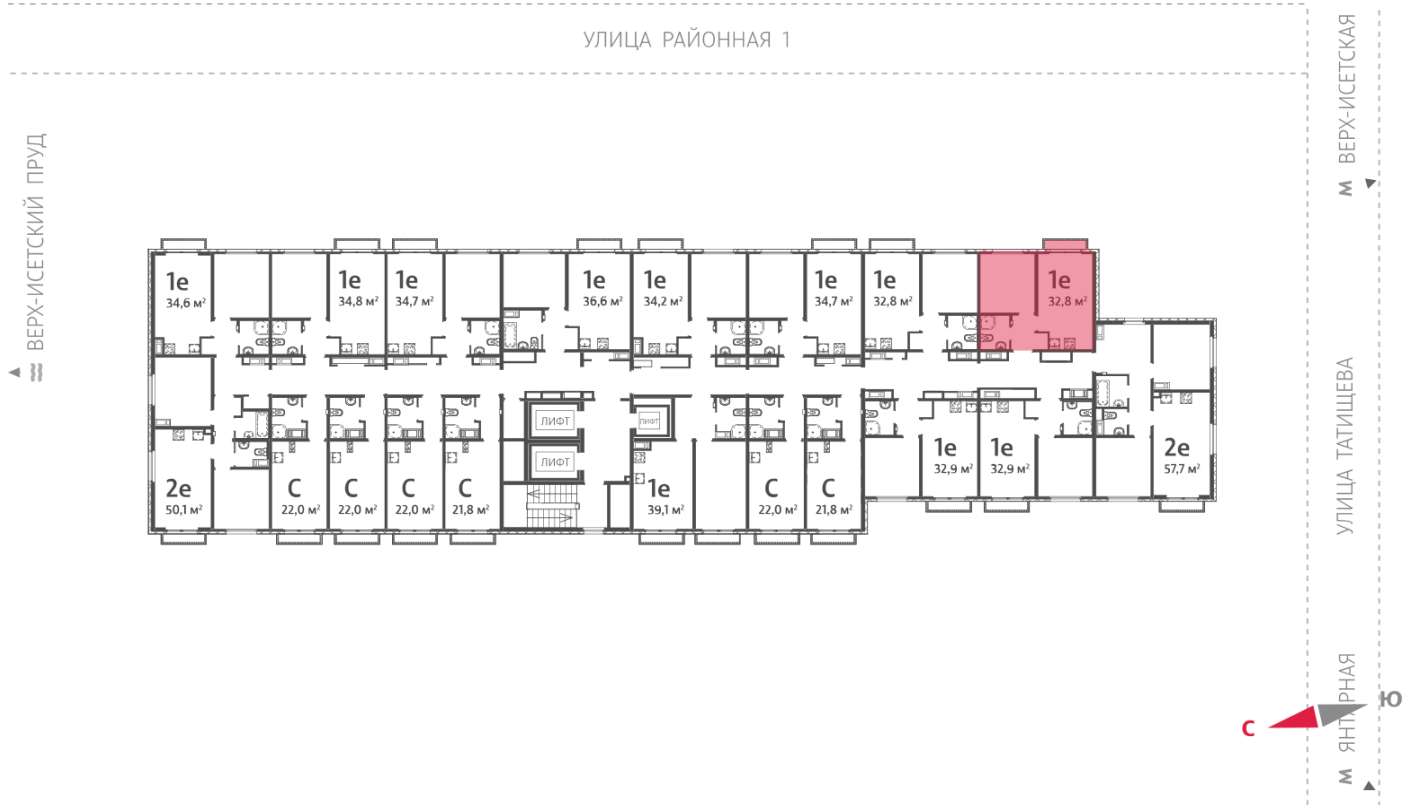 УЛИЦА РАЙОННАЯ 1
М ВЕРХ-ИСЕТСКАЯ
ВЕРХ-ИСЕТСКИЙ ПРУД
1е
34,6 м²
1е
34,8 м²
1е
34,7 м²
1е
36,6 м²
1е
34,2 м²
1е
34,7 м²
1е
32,8 м²
1е
32,8 м²
УЛИЦА ТАТИЩЕВА
ЛИФТ
ЛИФТ
ЛИФТ
2е
50,1 м²
С
22,0 м²
С
22,0 м²
С
22,0 м²
С
21,8 м²
1е
39,1 м²
С
22,0 м²
С
21,8 м²
1е
32,9 м²
1е
32,9 м²
2е
57,7 м²
М ЯНТАРНАЯ
С
Ю